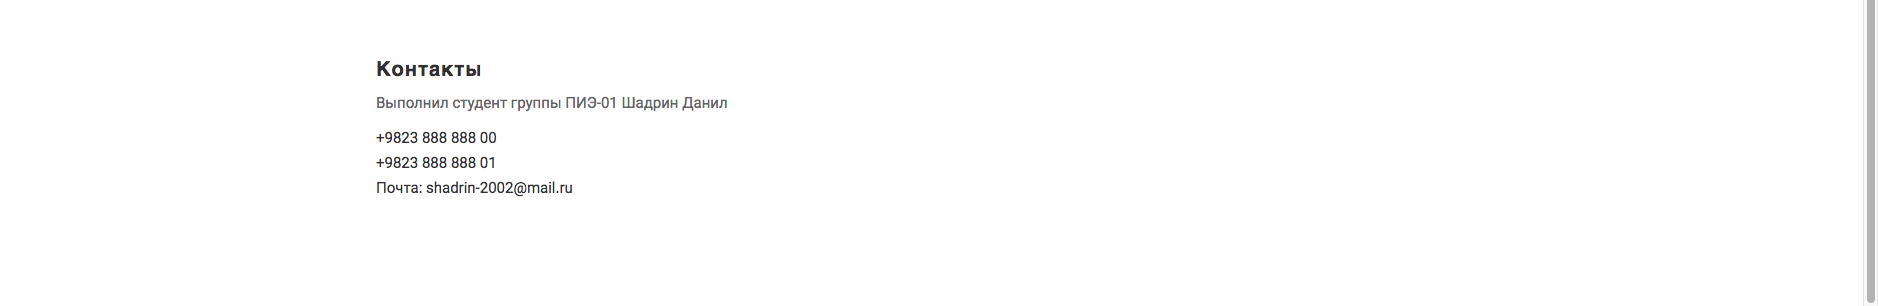 Контакты
Выполнил студент группы ПИЭ-01 Шадрин Данил
+9823 888 888 00
+9823 888 888 01
Почта: shadrin-2002@mail.ru